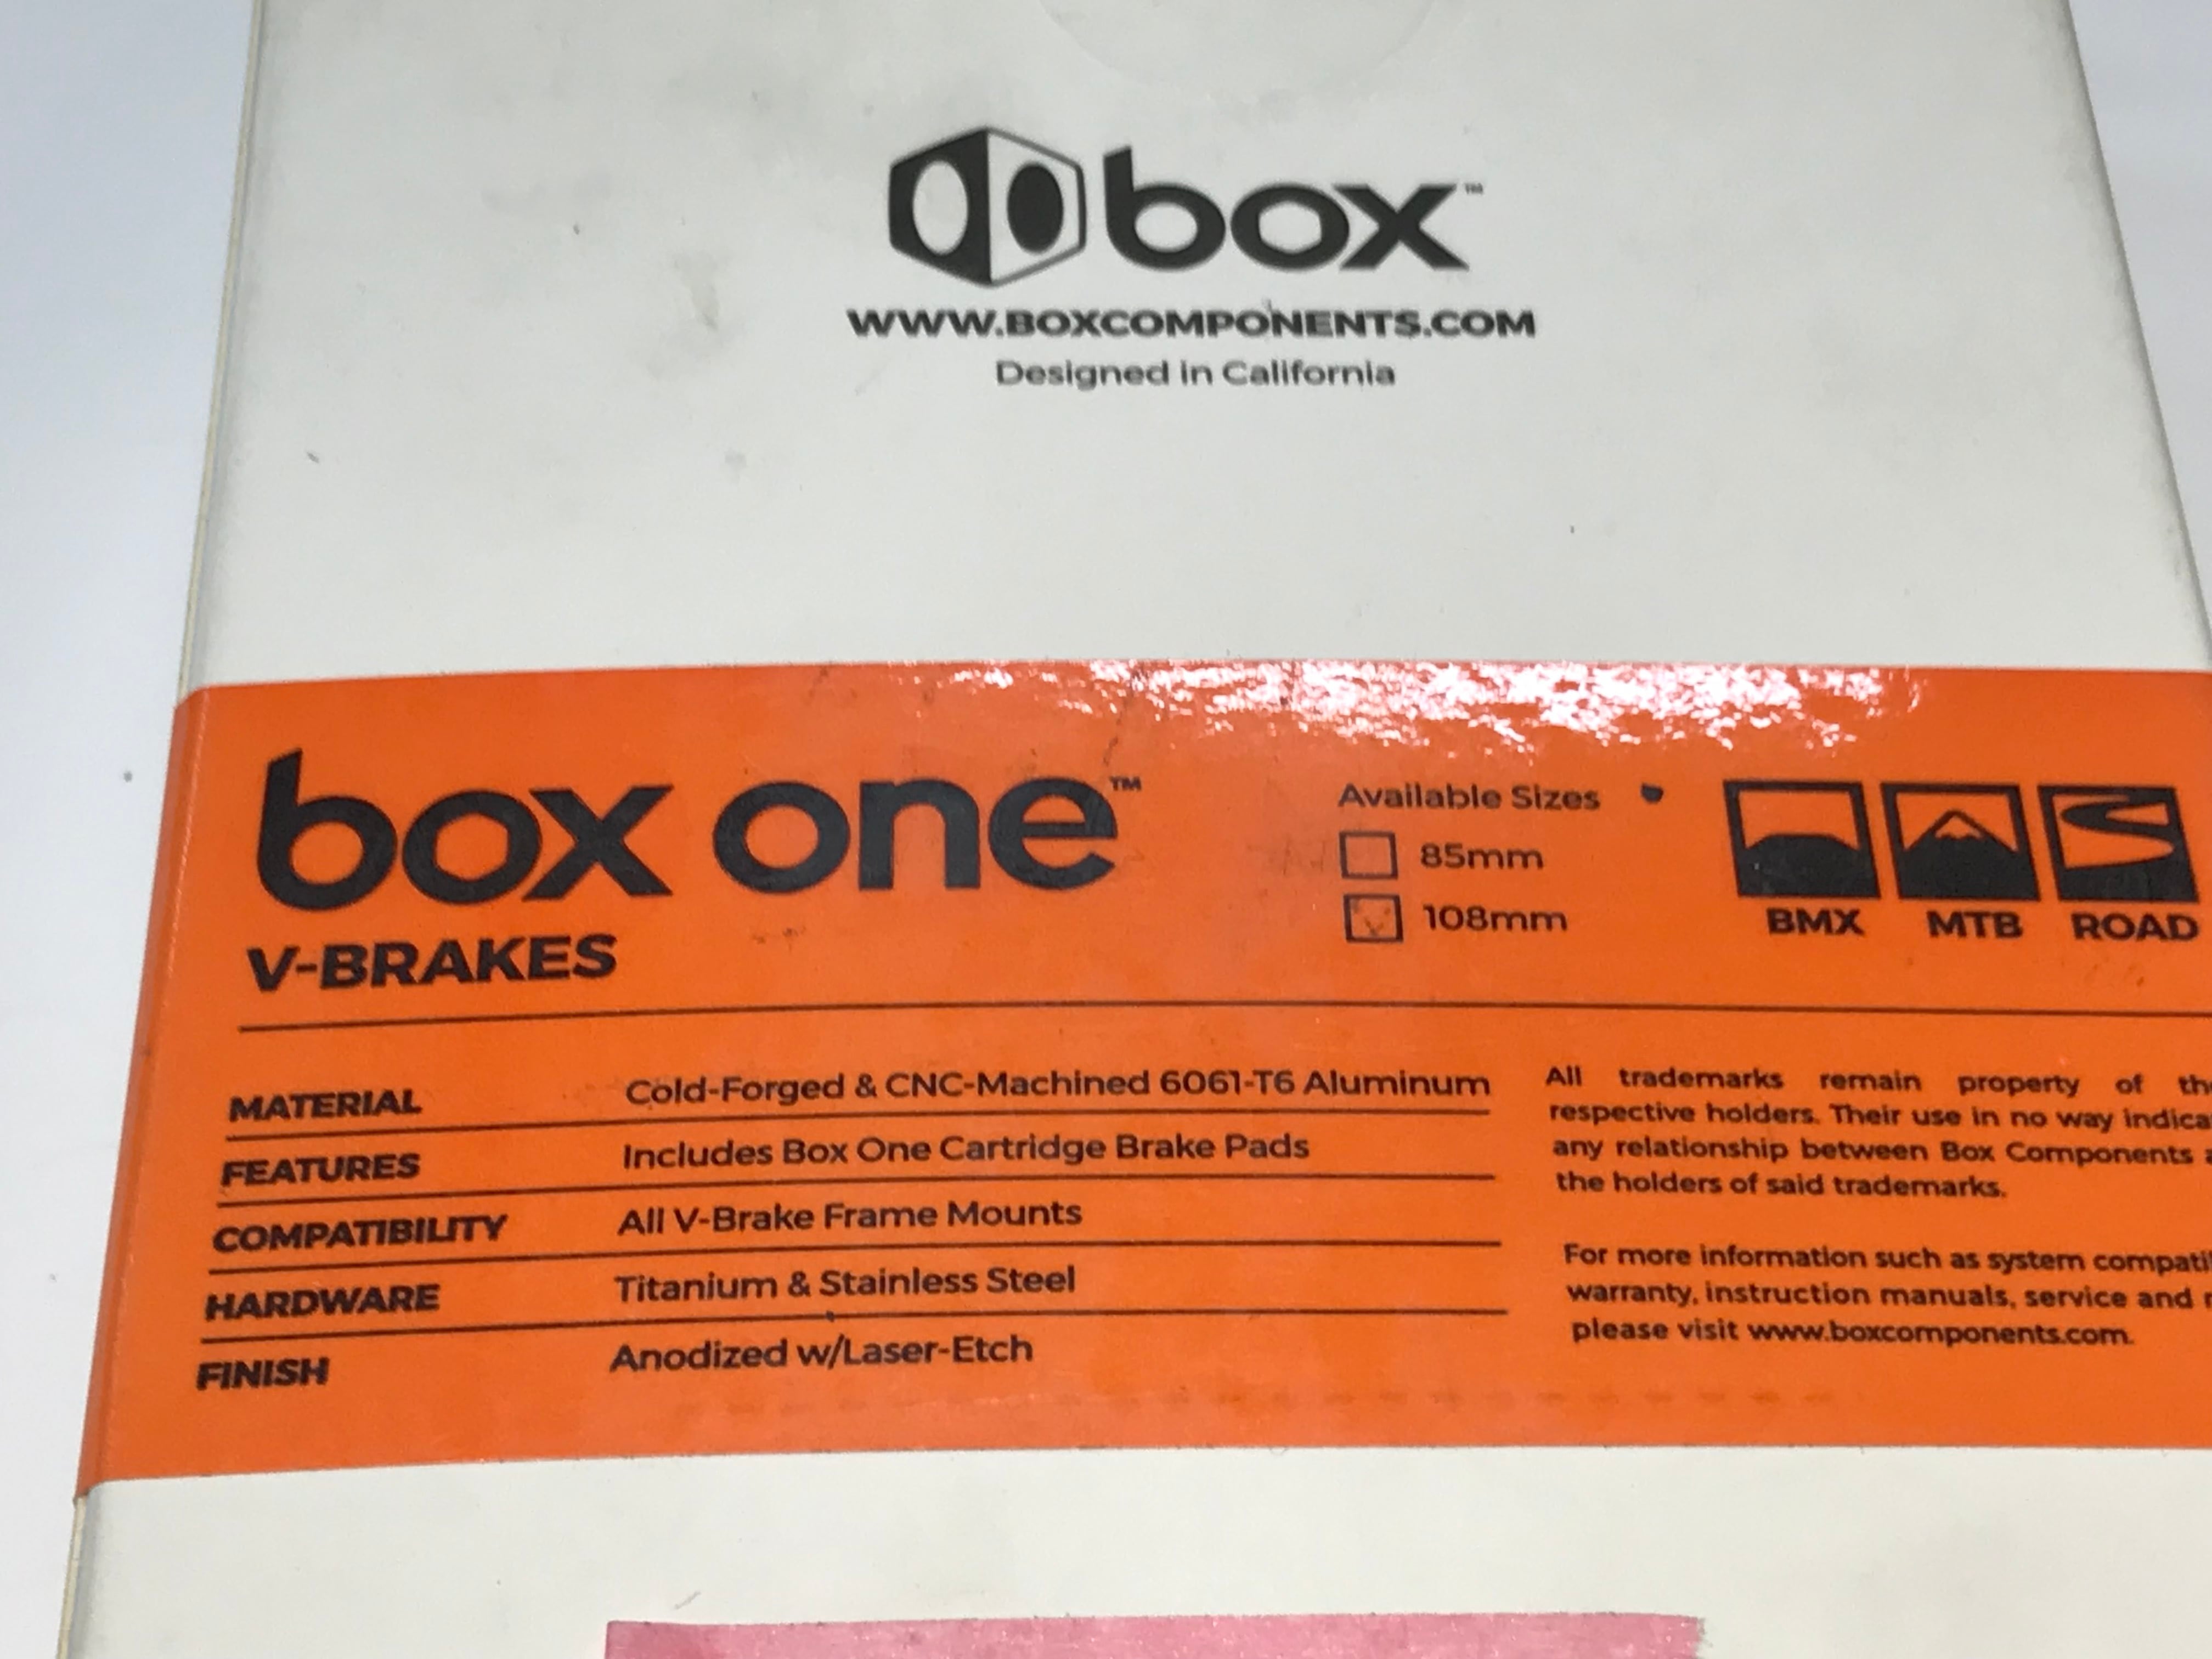 box™
WWW.BOXCOMPONENTS.COM
Designed in California
box one™
V-BRAKES
Available Sizes
85mm
108mm
BMX MTB ROAD
MATERIAL Cold-Forged & CNC-Machined 6061-T6 Aluminum
FEATURES Includes Box One Cartridge Brake Pads
COMPATIBILITY All V-Brake Frame Mounts
HARDWARE Titanium & Stainless Steel
FINISH Anodized w/Laser-Etch
All trademarks remain property of
respective holders. Their use in no way
any relationship between Box Components
the holders of said trademarks.
For more information such as system
warranty, instruction manuals, service and
please visit www.boxcomponents.com.